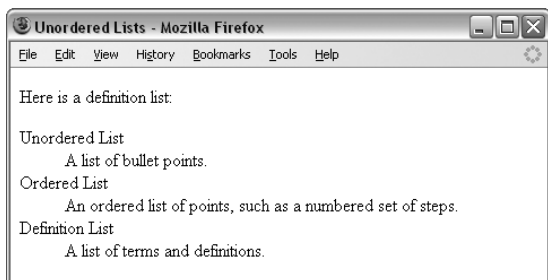 Unordered Lists - Mozilla Firefox
File Edit View History Bookmarks Tools Help
Here is a definition list:
Unordered List
A list of bullet points.
Ordered List
An ordered list of points, such as a numbered set of steps.
Definition List
A list of terms and definitions.